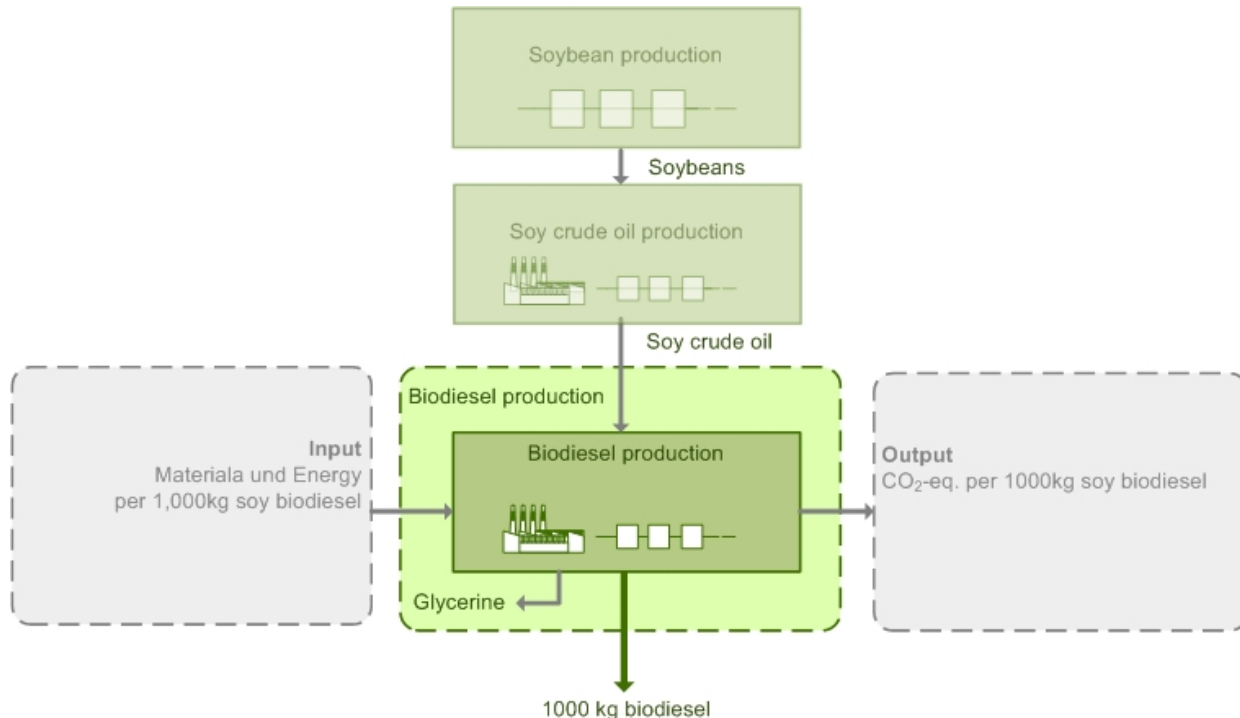 Soybean production
Soybeans
Soy crude oil production
Soy crude oil
Biodiesel production
Input
Materiala und Energy
per 1,000kg soy biodiesel
Biodiesel production
Output
CO₂-eq. per 1000kg soy biodiesel
Glycerine
1000 kg biodiesel